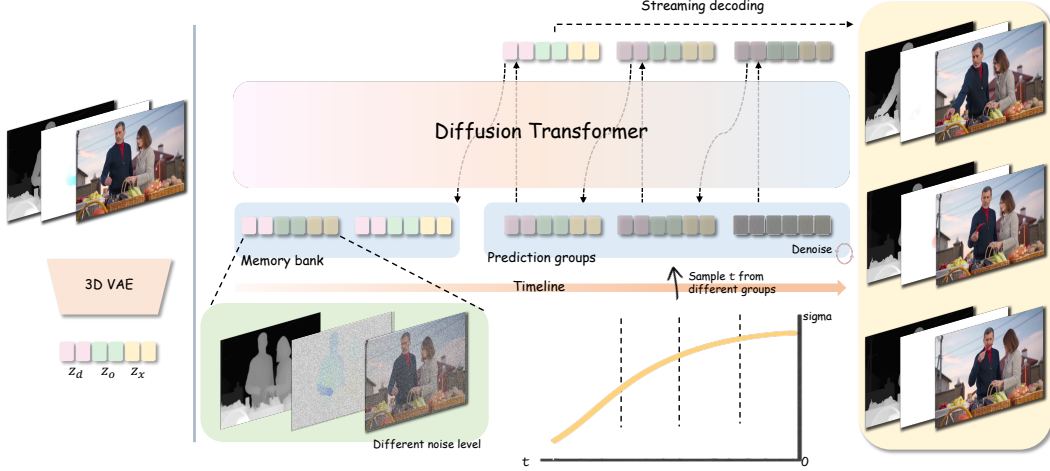 Streaming decoding
Diffusion Transformer
Memory bank
Prediction groups
Denoise
3D VAE
Timeline
Sample t from
different groups
sigma
z_d z_o z_x
Different noise level
t
0